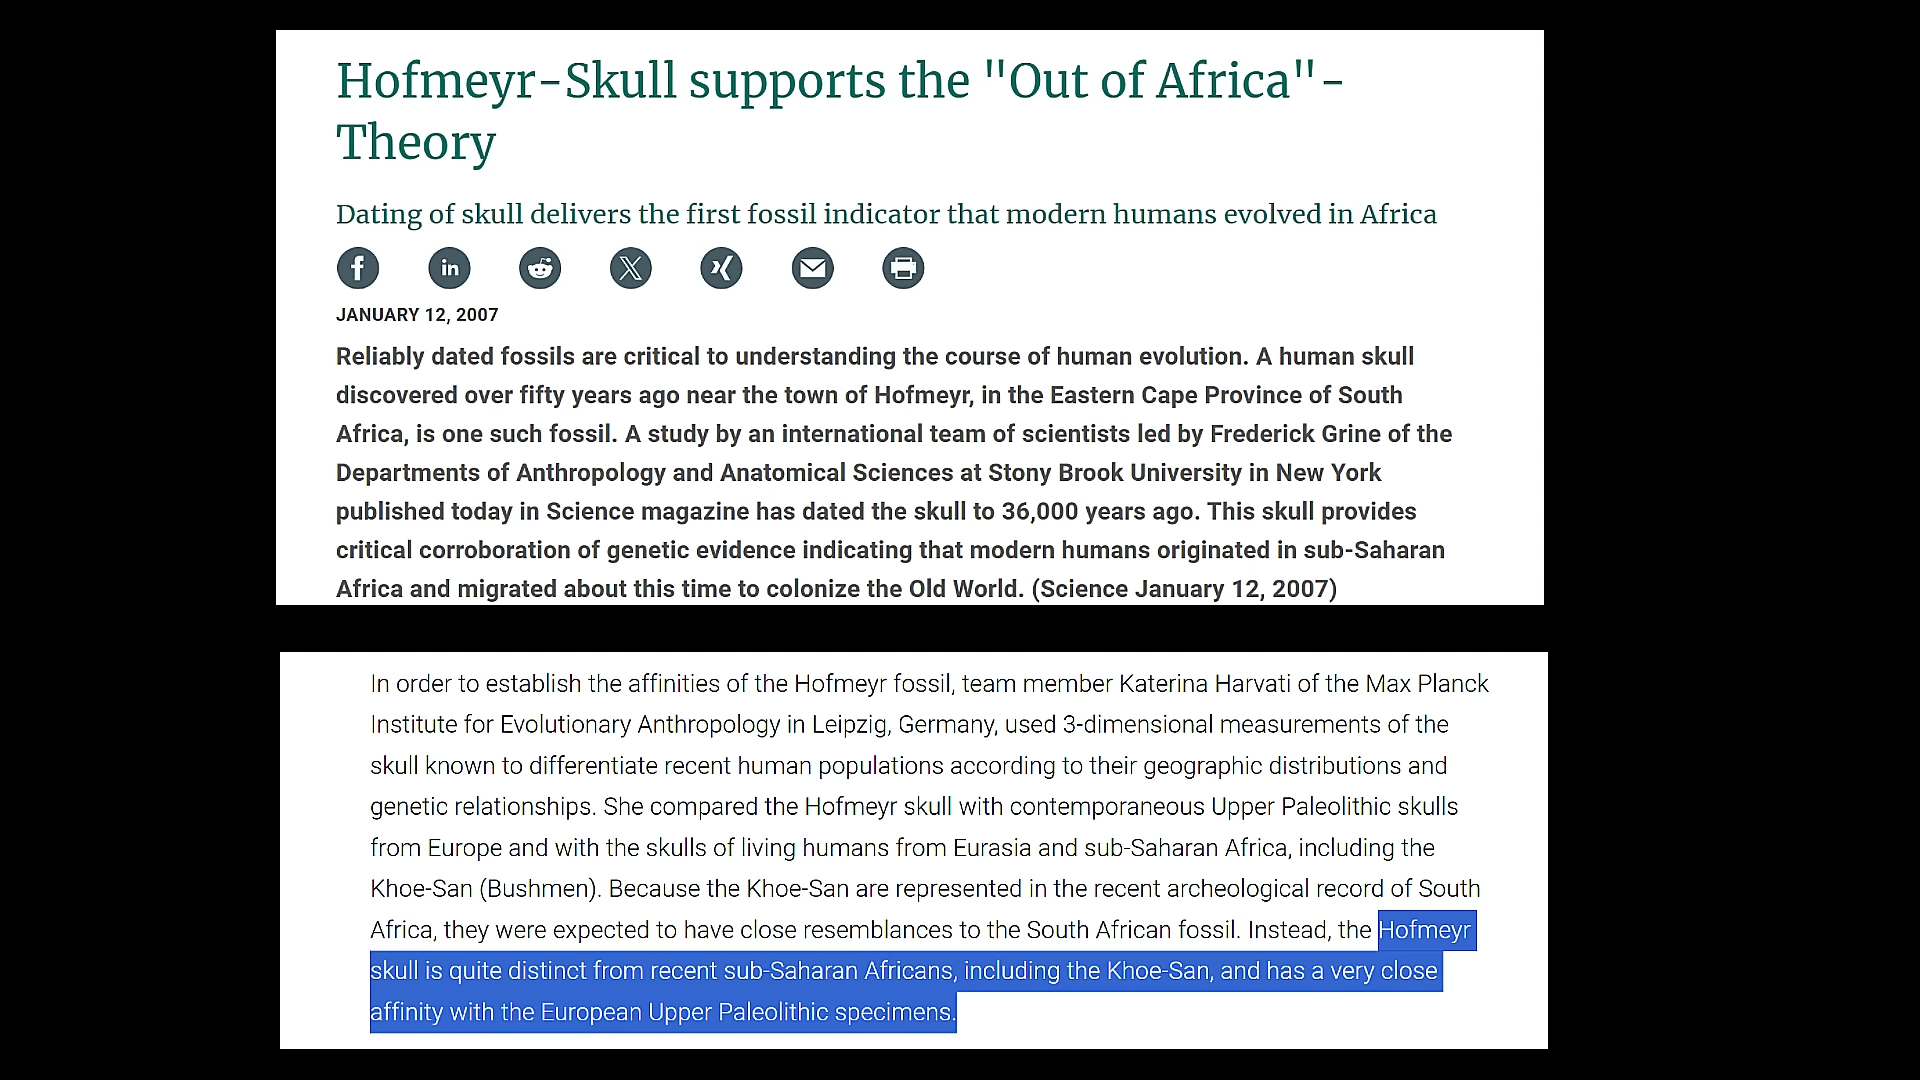 Hofmeyr-Skull supports the "Out of Africa"-
Theory
Dating of skull delivers the first fossil indicator that modern humans evolved in Africa
f
in
X
JANUARY 12, 2007
Reliably dated fossils are critical to understanding the course of human evolution. A human skull
discovered over fifty years ago near the town of Hofmeyr, in the Eastern Cape Province of South
Africa, is one such fossil. A study by an international team of scientists led by Frederick Grine of the
Departments of Anthropology and Anatomical Sciences at Stony Brook University in New York
published today in Science magazine has dated the skull to 36,000 years ago. This skull provides
critical corroboration of genetic evidence indicating that modern humans originated in sub-Saharan
Africa and migrated about this time to colonize the Old World. (Science January 12, 2007)
In order to establish the affinities of the Hofmeyr fossil, team member Katerina Harvati of the Max Planck
Institute for Evolutionary Anthropology in Leipzig, Germany, used 3-dimensional measurements of the
skull known to differentiate recent human populations according to their geographic distributions and
genetic relationships. She compared the Hofmeyr skull with contemporaneous Upper Paleolithic skulls
from Europe and with the skulls of living humans from Eurasia and sub-Saharan Africa, including the
Khoe-San (Bushmen). Because the Khoe-San are represented in the recent archeological record of South
Africa, they were expected to have close resemblances to the South African fossil. Instead, the Hofmeyr
skull is quite distinct from recent sub-Saharan Africans, including the Khoe-San, and has a very close
affinity with the European Upper Paleolithic specimens.